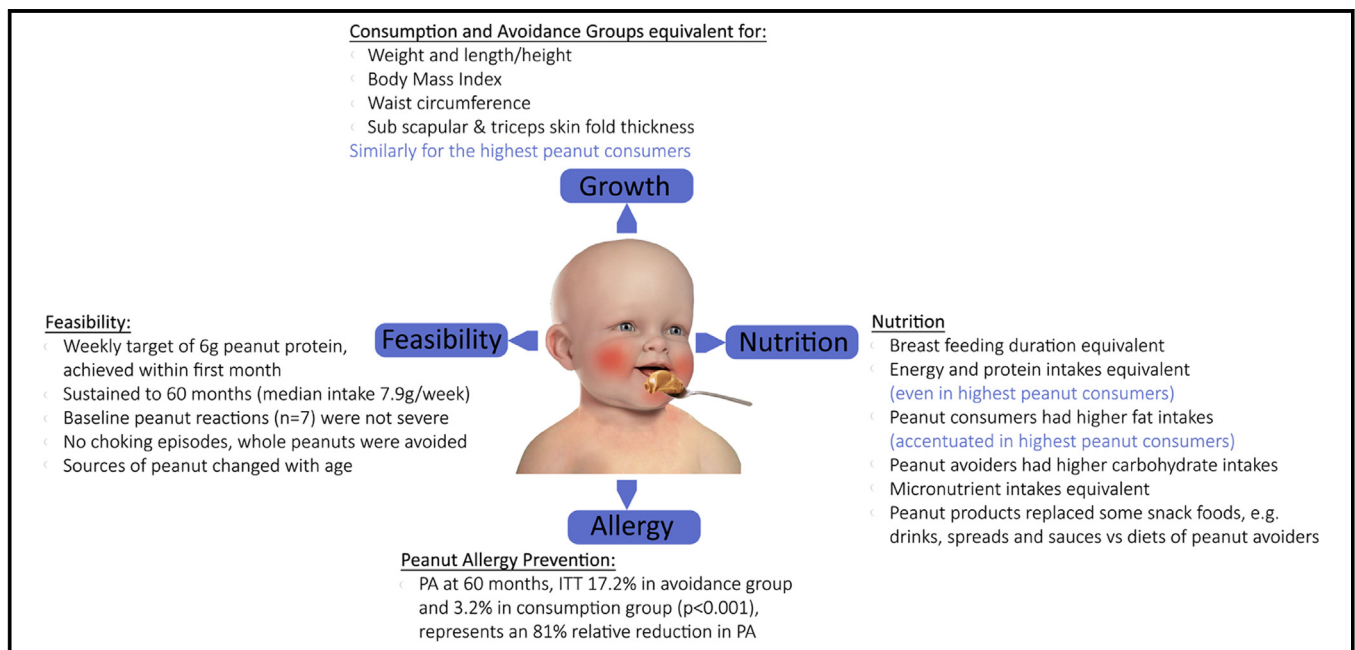 Consumption and Avoidance Groups equivalent for:
Weight and length/height
Body Mass Index
Waist circumference
Sub scapular & triceps skin fold thickness
Similarly for the highest peanut consumers
Growth
Feasibility:
Weekly target of 6g peanut protein,
achieved within first month
Sustained to 60 months (median intake 7.9g/week)
Baseline peanut reactions (n=7) were not severe
No choking episodes, whole peanuts were avoided
Sources of peanut changed with age
Feasibility
Nutrition
Nutrition
Breast feeding duration equivalent
Energy and protein intakes equivalent
(even in highest peanut consumers)
Peanut consumers had higher fat intakes
(accentuated in highest peanut consumers)
Peanut avoiders had higher carbohydrate intakes
Micronutrient intakes equivalent
Peanut products replaced some snack foods, e.g.
drinks, spreads and sauces vs diets of peanut avoiders
Allergy
Peanut Allergy Prevention:
PA at 60 months, ITT 17.2% in avoidance group
and 3.2% in consumption group (p<0.001),
represents an 81% relative reduction in PA